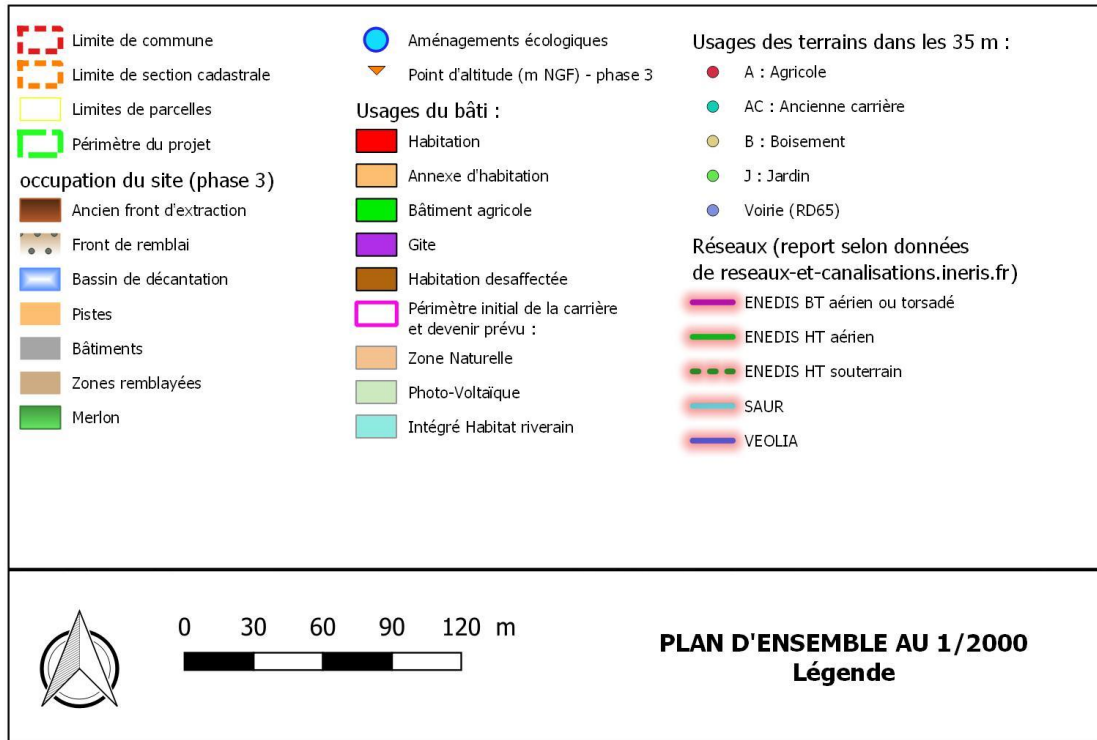 Limite de commune
Limite de section cadastrale
Limites de parcelles
Périmètre du projet
occupation du site (phase 3)
Ancien front d'extraction
Front de remblai
Bassin de décantation
Pistes
Bâtiments
Zones remblayées
Merlon
Aménagements écologiques
Point d'altitude (m NGF) - phase 3
Usages du bâti :
Habitation
Annexe d'habitation
Bâtiment agricole
Gite
Habitation desaffectée
Périmètre initial de la carrière
et devenir prévu :
Zone Naturelle
Photo-Voltaïque
Intégré Habitat riverain
Usages des terrains dans les 35 m :
A : Agricole
AC : Ancienne carrière
B : Boisement
J : Jardin
Voirie (RD65)
Réseaux (report selon données
de reseaux-et-canalisations.ineris.fr)
ENEDIS BT aérien ou torsadé
ENEDIS HT aérien
ENEDIS HT souterrain
SAUR
VEOLIA
0 30 60 90 120 m
PLAN D'ENSEMBLE AU 1/2000
Légende